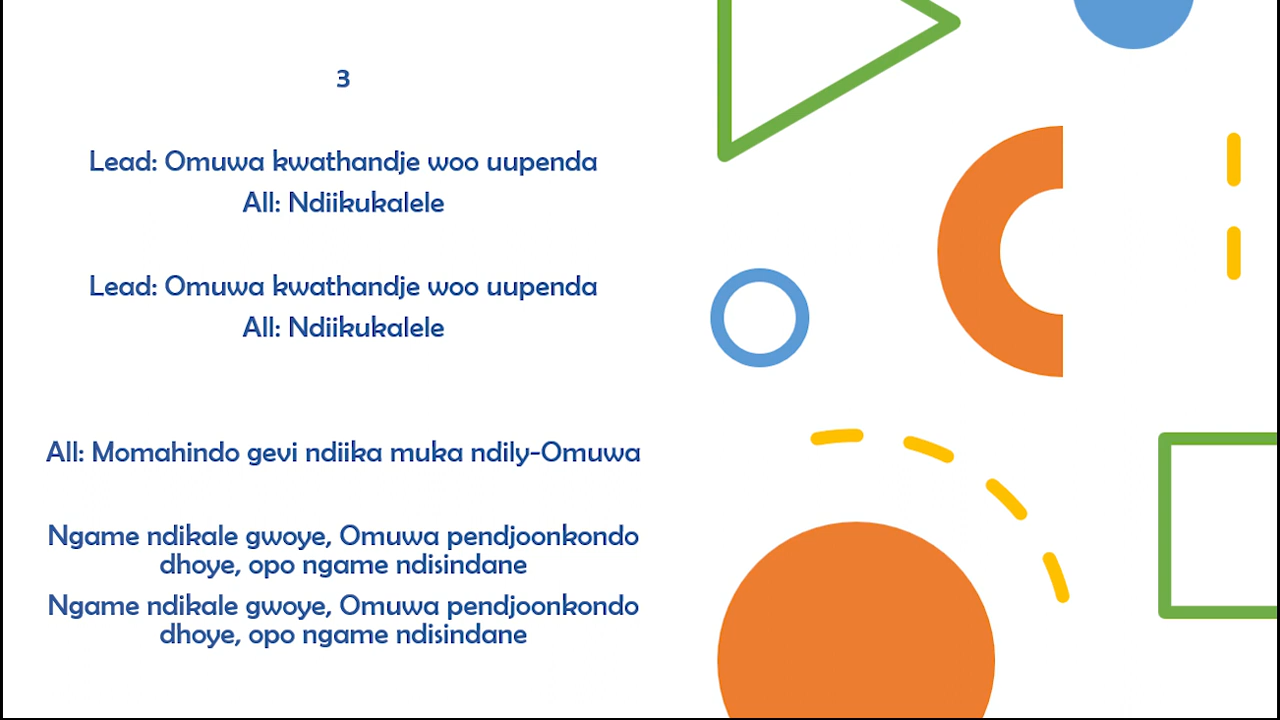 3
Lead: Omuwa kwathandje woo uupenda
All: Ndiikukalele
Lead: Omuwa kwathandje woo uupenda
All: Ndiikukalele
All: Momahindo gevi ndiika muka ndily-Omuwa
Ngame ndikale gwoye, Omuwa pendjoonkondo
dhoye, opo ngame ndisindane
Ngame ndikale gwoye, Omuwa pendjoonkondo
dhoye, opo ngame ndisindane